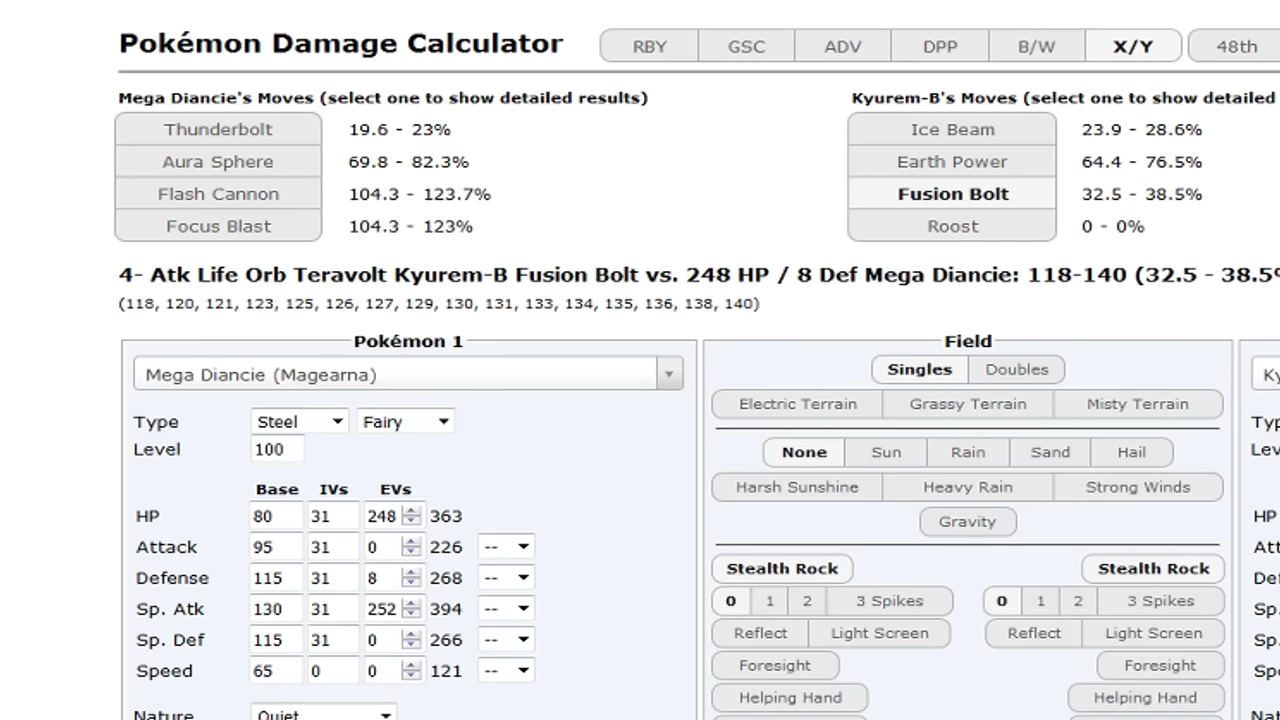 Pokémon Damage Calculator RBY GSC ADV DPP B/W X/Y 48th
Mega Diancie's Moves (select one to show detailed results) Kyurem-B's Moves (select one to show detailed
Thunderbolt 19.6 - 23% Ice Beam 23.9 - 28.6%
Aura Sphere 69.8 - 82.3% Earth Power 64.4 - 76.5%
Flash Cannon 104.3 - 123.7% Fusion Bolt 32.5 - 38.5%
Focus Blast 104.3 - 123% Roost 0 - 0%
4- Atk Life Orb Teravolt Kyurem-B Fusion Bolt vs. 248 HP / 8 Def Mega Diancie: 118-140 (32.5 - 38.5%
(118, 120, 121, 123, 125, 126, 127, 129, 130, 131, 133, 134, 135, 136, 138, 140)
Pokémon 1 Field
Mega Diancie (Magearna) Singles Doubles Ky
Electric Terrain Grassy Terrain Misty Terrain
Type Steel Fairy Typ
Level 100 None Sun Rain Sand Hail Lev
Base IVs EVs Harsh Sunshine Heavy Rain Strong Winds
HP 80 31 248 363 Gravity HP
Attack 95 31 0 226 -- Att
Defense 115 31 8 268 -- Stealth Rock Stealth Rock Def
Sp. Atk 130 31 252 394 -- 0 1 2 3 Spikes 0 1 2 3 Spikes Sp.
Sp. Def 115 31 0 266 -- Reflect Light Screen Reflect Light Screen Sp.
Speed 65 0 0 121 -- Foresight Foresight Spe
Helping Hand Helping Hand
Nature Quiet Nat